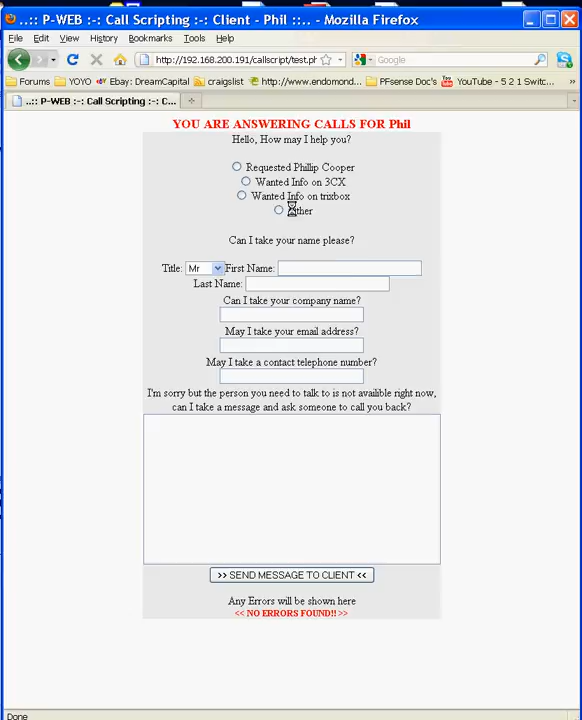 ..:: P-WEB :-: Call Scripting :-: Client - Phil ::.. - Mozilla Firefox
File Edit View History Bookmarks Tools Help
http://192.168.200.191/callscript/test.ph
Google
Forums YOYO Ebay: DreamCapital craigslist http://www.endomond... PFsense Doc's YouTube - 5 2 1 Switc...
..:: P-WEB :-: Call Scripting :-: C...
YOU ARE ANSWERING CALLS FOR Phil
Hello, How may I help you?
Requested Phillip Cooper
Wanted Info on 3CX
Wanted Info on trixbox
Other
Can I take your name please?
Title: Mr First Name:
Last Name:
Can I take your company name?
May I take your email address?
May I take a contact telephone number?
I'm sorry but the person you need to talk to is not availible right now,
can I take a message and ask someone to call you back?
>> SEND MESSAGE TO CLIENT <<
Any Errors will be shown here
<< NO ERRORS FOUND!! >>
Done